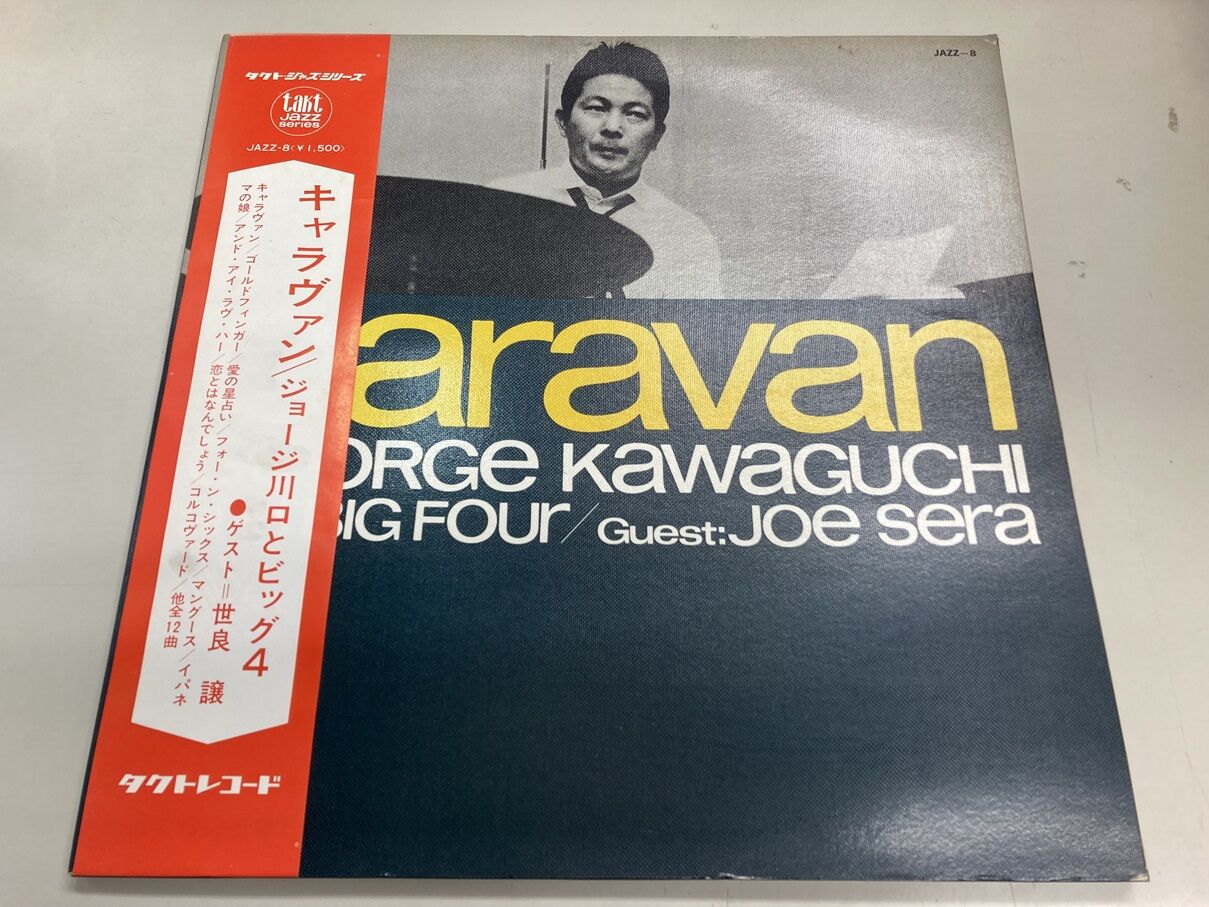 タクト・ジャズ・シリーズ
takt
Jazz
series
JAZZ-8<￥1,500>
キャラヴァン/ジョージ川口とビッグ4
●ゲスト=世良 譲
キャラヴァン/ゴールドフィンガー/愛の星占い/フォー・ン・シックス/マングース/イパネ
マの娘/アンド・アイ・ラヴ・ハー/恋とはなんでしょう/コルコヴァード/他全12曲
タクトレコード
JAZZ-8
aravan
ORGe KawaGUCHI
BIG FOUr/Guest:Joe sera